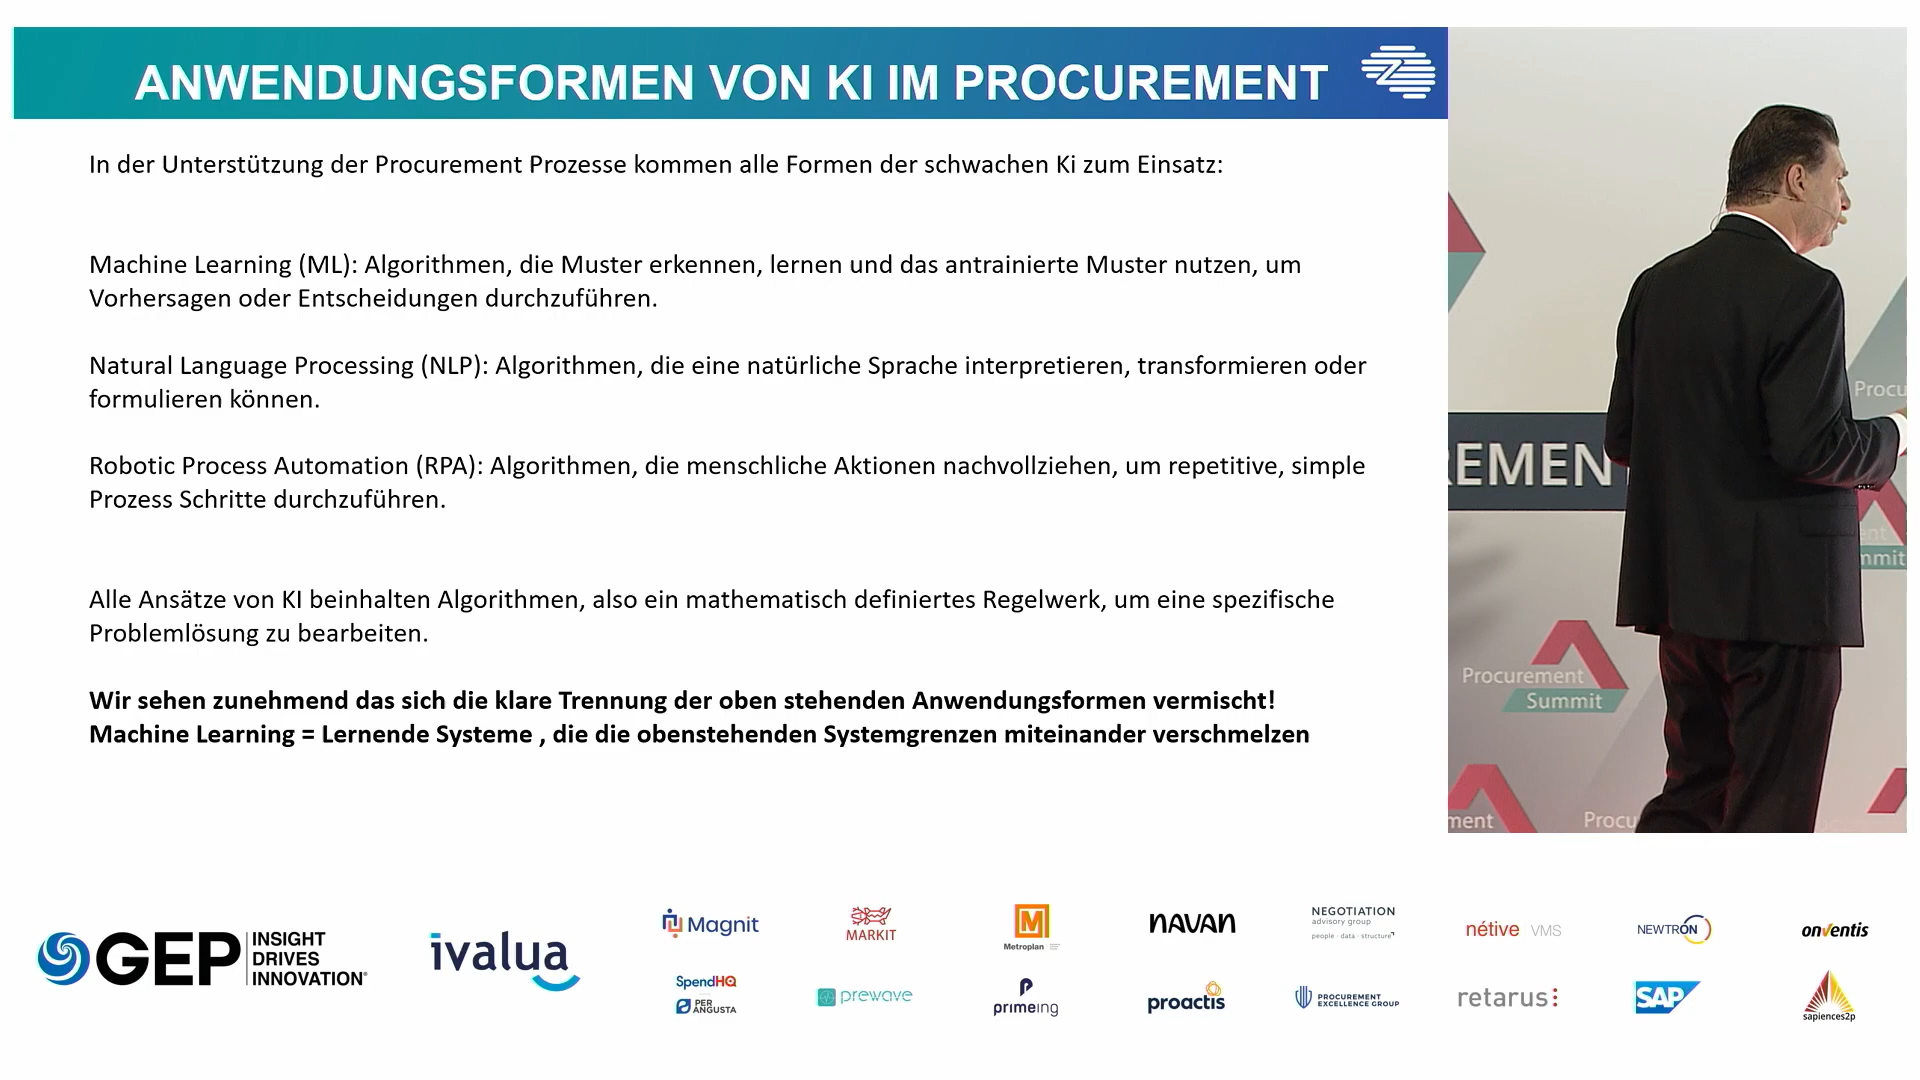 ANWENDUNGSFORMEN VON KI IM PROCUREMENT
In der Unterstützung der Procurement Prozesse kommen alle Formen der schwachen Ki zum Einsatz:
Machine Learning (ML): Algorithmen, die Muster erkennen, lernen und das antrainierte Muster nutzen, um
Vorhersagen oder Entscheidungen durchzuführen.
Natural Language Processing (NLP): Algorithmen, die eine natürliche Sprache interpretieren, transformieren oder
formulieren können.
Robotic Process Automation (RPA): Algorithmen, die menschliche Aktionen nachvollziehen, um repetitive, simple
Prozess Schritte durchzuführen.
Alle Ansätze von KI beinhalten Algorithmen, also ein mathematisch definiertes Regelwerk, um eine spezifische
Problemlösung zu bearbeiten.
Wir sehen zunehmend das sich die klare Trennung der oben stehenden Anwendungsformen vermischt!
Machine Learning = Lernende Systeme , die die obenstehenden Systemgrenzen miteinander verschmelzen
Procu
REMEN
ent
mmit
Procurement
Summit
ment
Procu
GEP
INSIGHT
DRIVES
INNOVATION
ivalua
Magnit
MARKIT
Metroplan
NAVAN
NEGOTIATION
advisory group
people · data · structure
nétive VMS
NEWTRON
onventis
SpendHQ
PER
ANGUSTA
prewave
primeing
proactis
PROCUREMENT
EXCELLENCE GROUP
retarus
SAP
sapiences2p